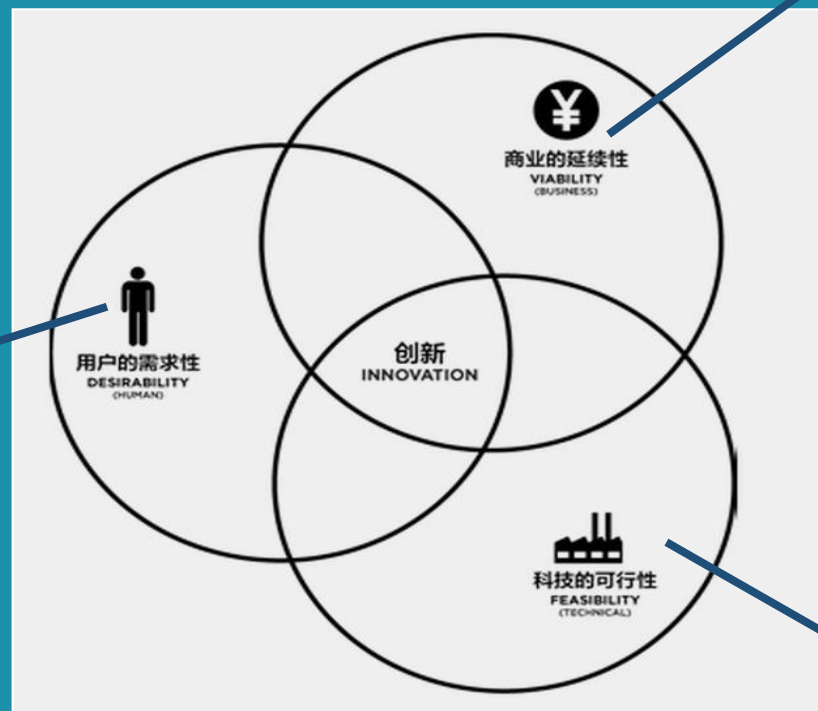 ¥
商业的延续性
VIABILITY
(BUSINESS)
用户的需求性
DESIRABILITY
(HUMAN)
创新
INNOVATION
科技的可行性
FEASIBILITY
(TECHNICAL)